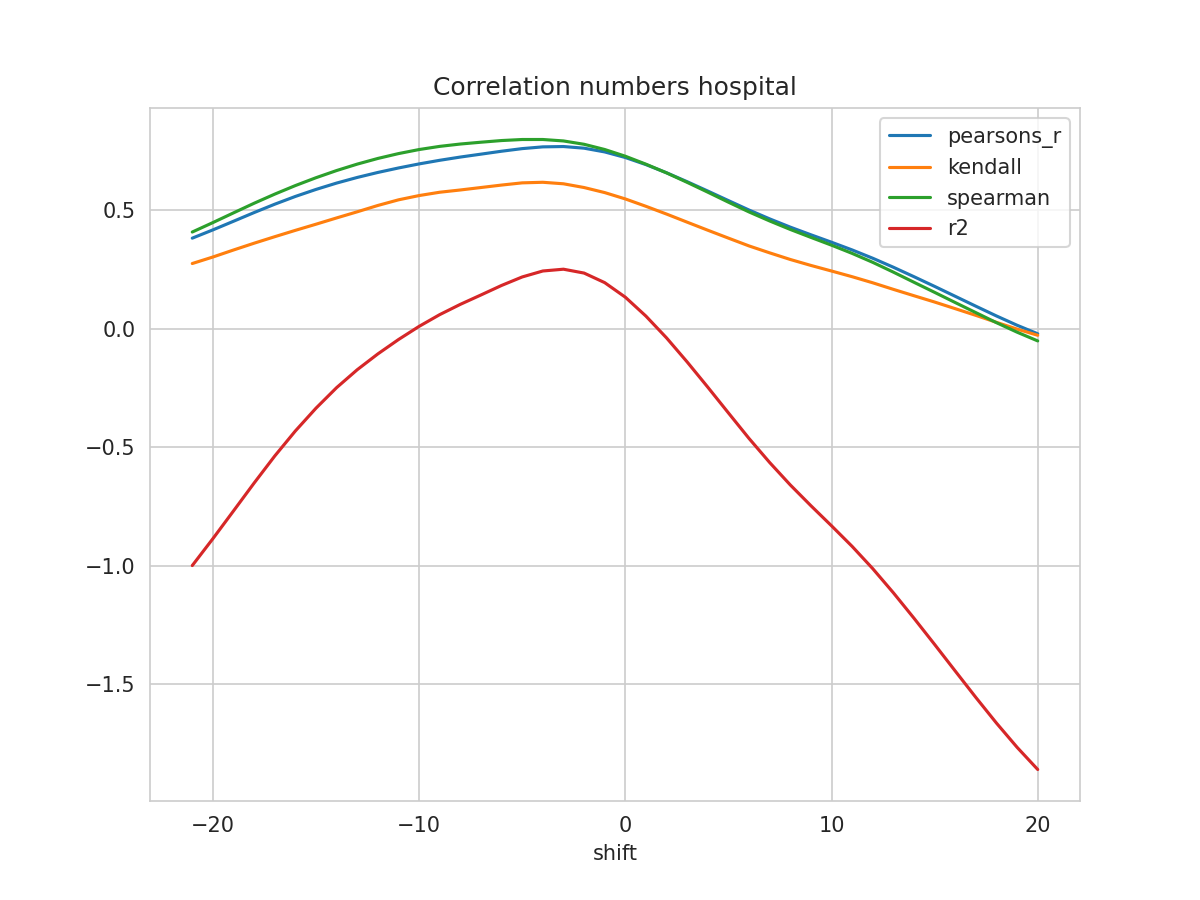 Correlation numbers hospital
pearsons_r
kendall
spearman
r2
0.5
0.0
−0.5
−1.0
−1.5
−20 −10 0 10 20
shift